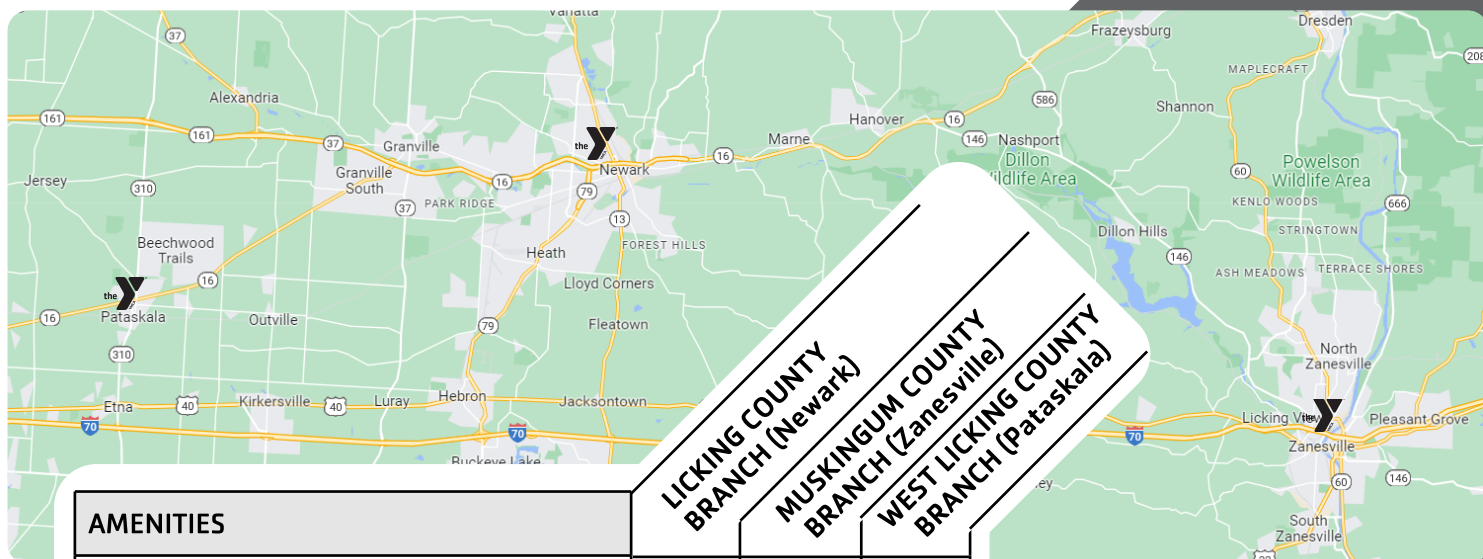 Vanatta
Dresden
37
Frazeysburg
208
MAPLECRAFT
Alexandria
586
Shannon
161
161
37
Granville
the
Y
Hanover
16
146
Nashport
Marne
16
Newark
Dillon
Wildlife Area
Powelson
Wildlife Area
60
Jersey
310
Granville
South
16
79
37
PARK RIDGE
KENLO WOODS
666
13
STRINGTOWN
Dillon Hills
Beechwood
Trails
Heath
FOREST HILLS
146
ASH MEADOWS
TERRACE SHORES
16
Lloyd Corners
the
Y
16
Pataskala
Outville
79
Fleatown
310
North
Zanesville
Etna
40
Kirkersville
40
Luray
Hebron
Jacksontown
the
Y
Licking View
Pleasant Grove
70
70
70
Zanesville
Buckeye Lake
60
146
South
Zanesville
LICKING COUNTY
BRANCH (Newark)
MUSKINGUM COUNTY
BRANCH (Zanesville)
WEST LICKING COUNTY
BRANCH (Pataskala)
AMENITIES